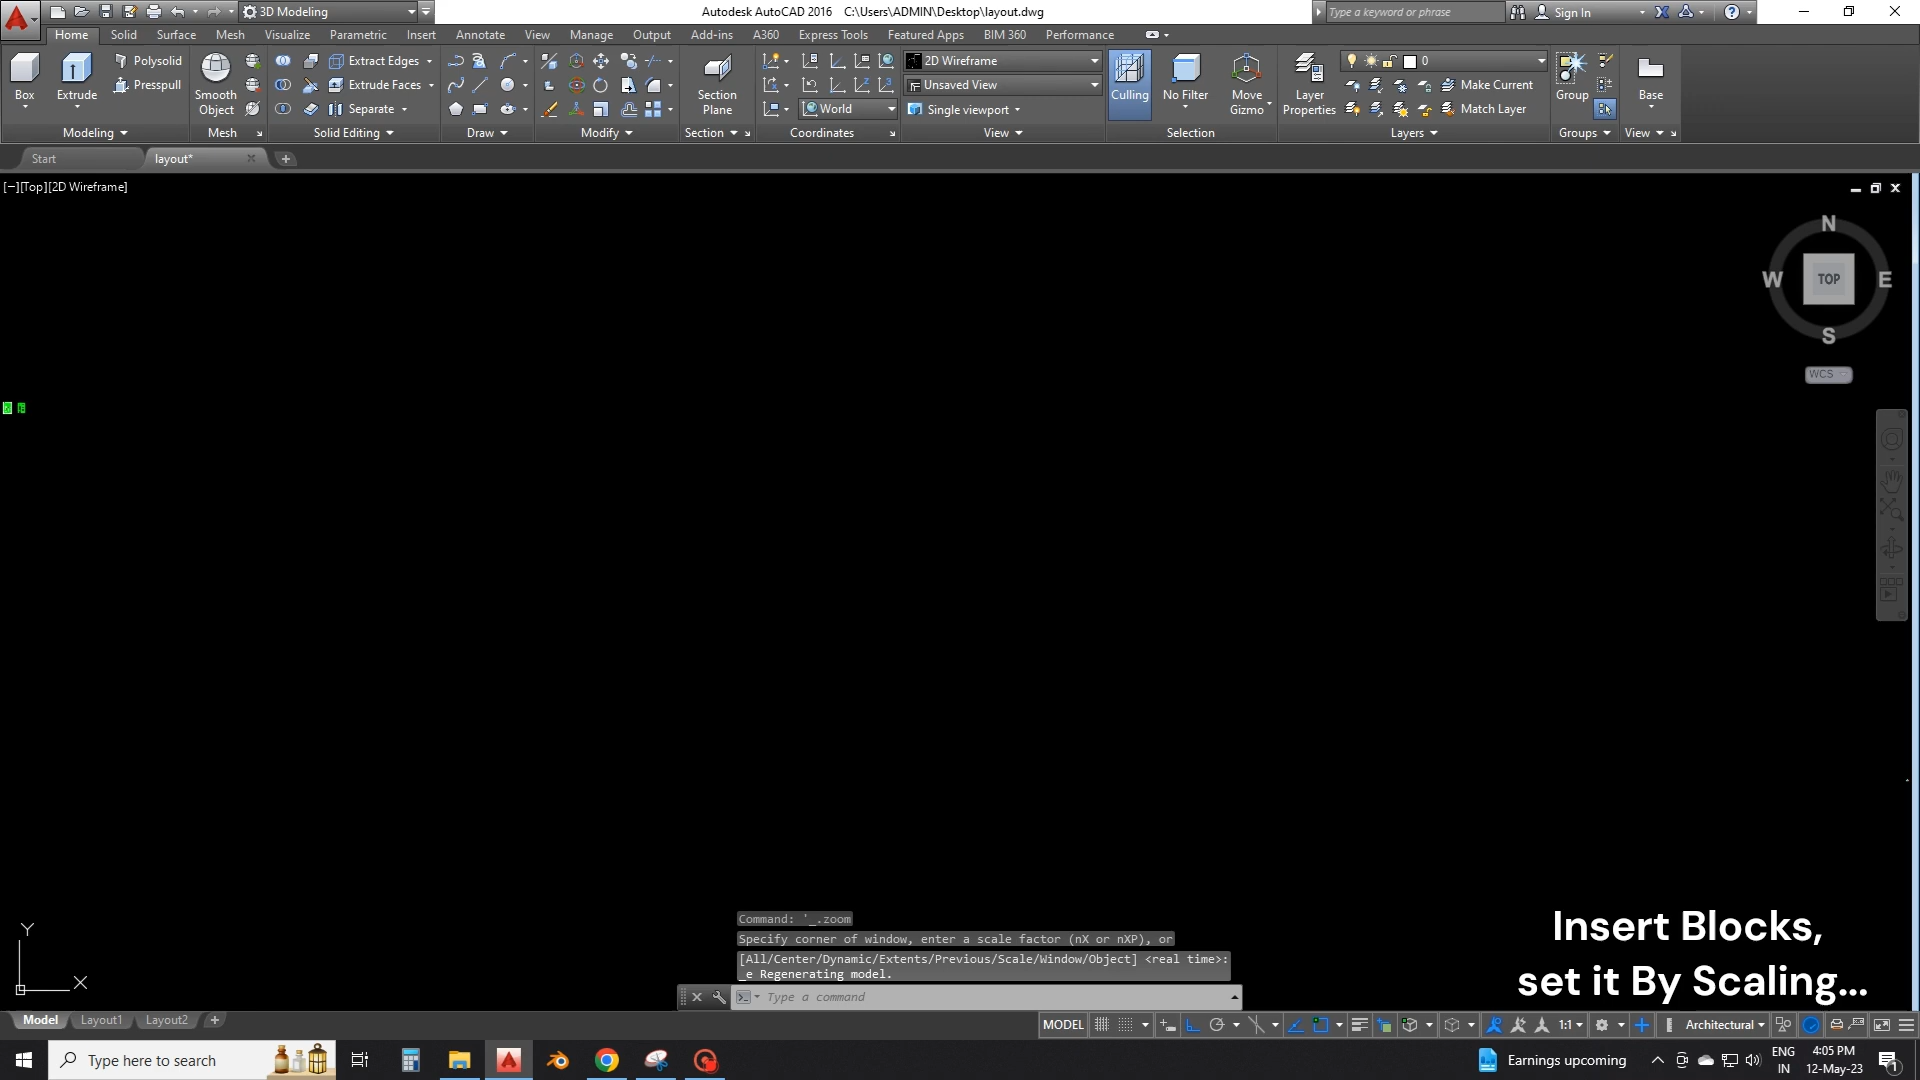 3D Modeling
Autodesk AutoCAD 2016 C:\Users\ADMIN\Desktop\layout.dwg
Type a keyword or phrase
Sign In
Home Solid Surface Mesh Visualize Parametric Insert Annotate View Manage Output Add-ins A360 Express Tools Featured Apps BIM 360 Performance
Box
Extrude
Polysolid
Presspull
Modeling
Smooth
Object
Mesh
Extract Edges
Extrude Faces
Separate
Solid Editing
Draw
Modify
Section
Plane
Section
World
Coordinates
2D Wireframe
Unsaved View
Single viewport
View
Culling
No Filter
Move
Gizmo
Selection
Layer
Properties
0
Make Current
Match Layer
Layers
Group
Groups
Base
View
Start
layout*
[−][Top][2D Wireframe]
N
W
TOP
E
S
WCS
Y
X
Command: '_.zoom
Specify corner of window, enter a scale factor (nX or nXP), or
[All/Center/Dynamic/Extents/Previous/Scale/Window/Object] <real time>:
_e Regenerating model.
Type a command
Insert Blocks,
set it By Scaling...
Model Layout1 Layout2
MODEL
1:1
Architectural
Type here to search
Earnings upcoming
ENG
IN
4:05 PM
12-May-23
1